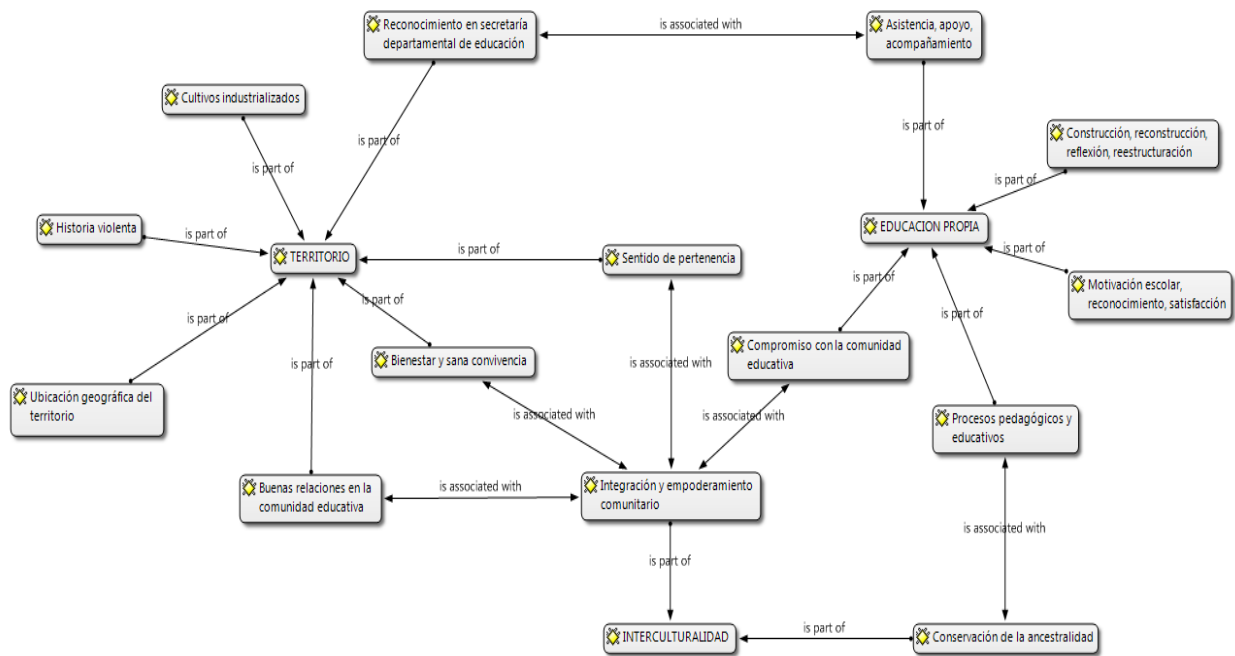 Reconocimiento en secretaría
departamental de educación
is associated with
Asistencia, apoyo,
acompañamiento
Cultivos industrializados
is part of
is part of
is part of
Construcción, reconstrucción,
reflexión, reestructuración
is part of
is part of
Historia violenta
is part of
TERRITORIO
is part of
Sentido de pertenencia
EDUCACION PROPIA
is part of
Motivación escolar,
reconocimiento, satisfacción
is part of
is part of
is part of
is part of
is part of
Bienestar y sana convivencia
is associated with
Compromiso con la comunidad
educativa
Ubicación geográfica del
territorio
is associated with
is associated with
Procesos pedagógicos y
educativos
Buenas relaciones en la
comunidad educativa
is associated with
Integración y empoderamiento
comunitario
is associated with
is part of
INTERCULTURALIDAD
is part of
Conservación de la ancestralidad